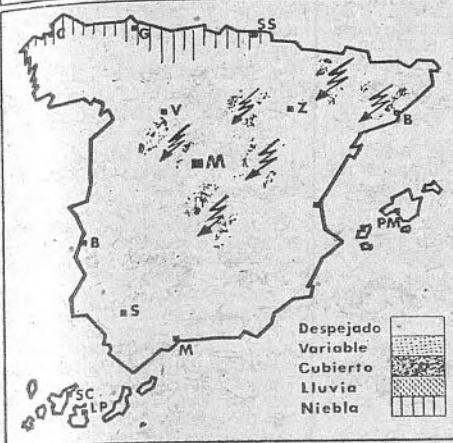 C G SS
V Z B
M
PM
B
S
M
SC
LP
Despejado
Variable
Cubierto
Lluvia
Niebla